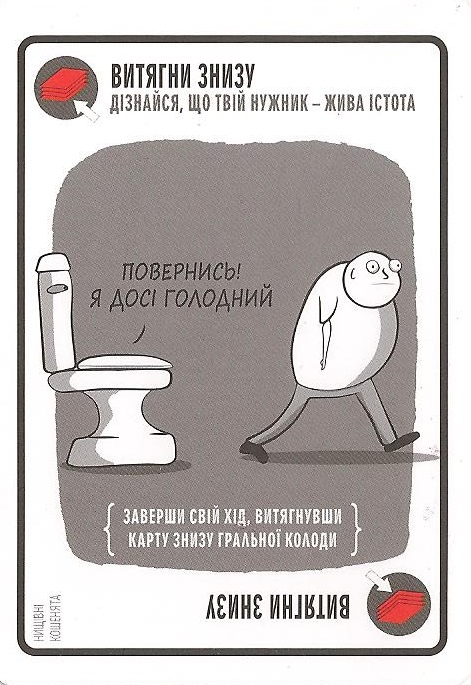 ВИТЯГНИ ЗНИЗУ
ДІЗНАЙСЯ, ЩО ТВІЙ НУЖНИК – ЖИВА ІСТОТА
ПОВЕРНИСЬ!
Я ДОСІ ГОЛОДНИЙ
ЗАВЕРШИ СВІЙ ХІД, ВИТЯГНУВШИ
КАРТУ ЗНИЗУ ГРАЛЬНОЇ КОЛОДИ
НИЩІВНІ
КОШЕНЯТА
ВИТЯГНИ ЗНИЗУ